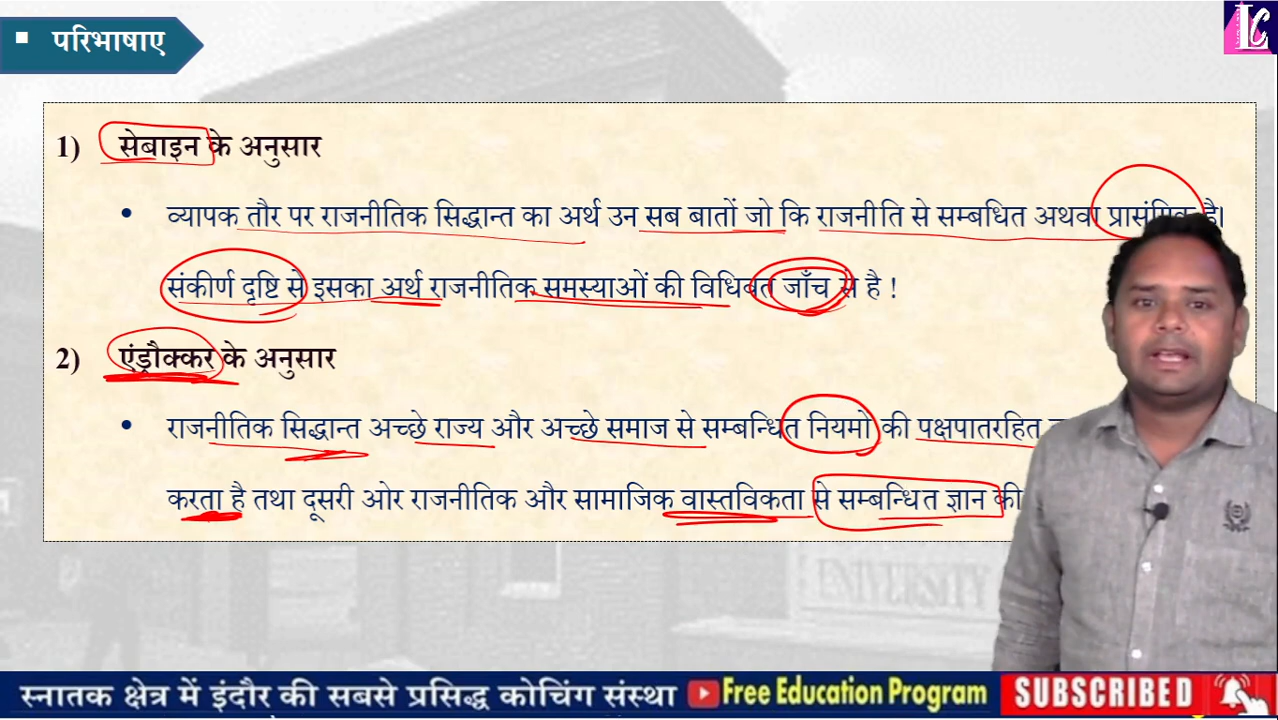 ▪ परिभाषाए
LC
1) सेबाइन के अनुसार
• व्यापक तौर पर राजनीतिक सिद्धान्त का अर्थ उन सब बातों जो कि राजनीति से सम्बधित अथवा प्रासंगिक है।
संकीर्ण दृष्टि से इसका अर्थ राजनीतिक समस्याओं की विधिवत जाँच से है !
2) एंड्रौक्कर के अनुसार
• राजनीतिक सिद्धान्त अच्छे राज्य और अच्छे समाज से सम्बन्धित नियमो की पक्षपातरहित
करता है तथा दूसरी ओर राजनीतिक और सामाजिक वास्तविकता से सम्बन्धित ज्ञान की
UNIVERSITY
स्नातक क्षेत्र में इंदौर की सबसे प्रसिद्ध कोचिंग संस्था Free Education Program SUBSCRIBED